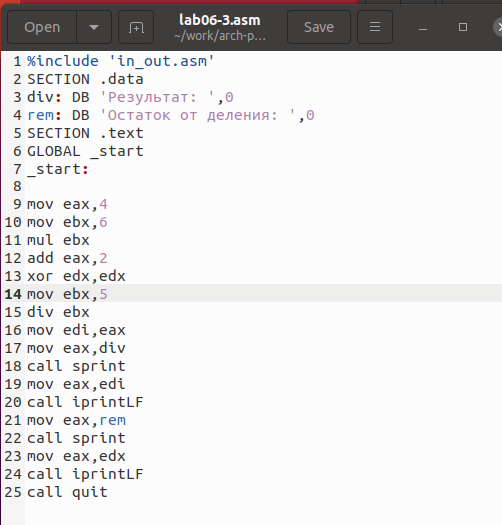 Open
lab06-3.asm
~/work/arch-p...
Save
1 %include 'in_out.asm'
2 SECTION .data
3 div: DB 'Результат: ',0
4 rem: DB 'Остаток от деления: ',0
5 SECTION .text
6 GLOBAL _start
7 _start:
8
9 mov eax,4
10 mov ebx,6
11 mul ebx
12 add eax,2
13 xor edx,edx
14 mov ebx,5
15 div ebx
16 mov edi,eax
17 mov eax,div
18 call sprint
19 mov eax,edi
20 call iprintLF
21 mov eax,rem
22 call sprint
23 mov eax,edx
24 call iprintLF
25 call quit